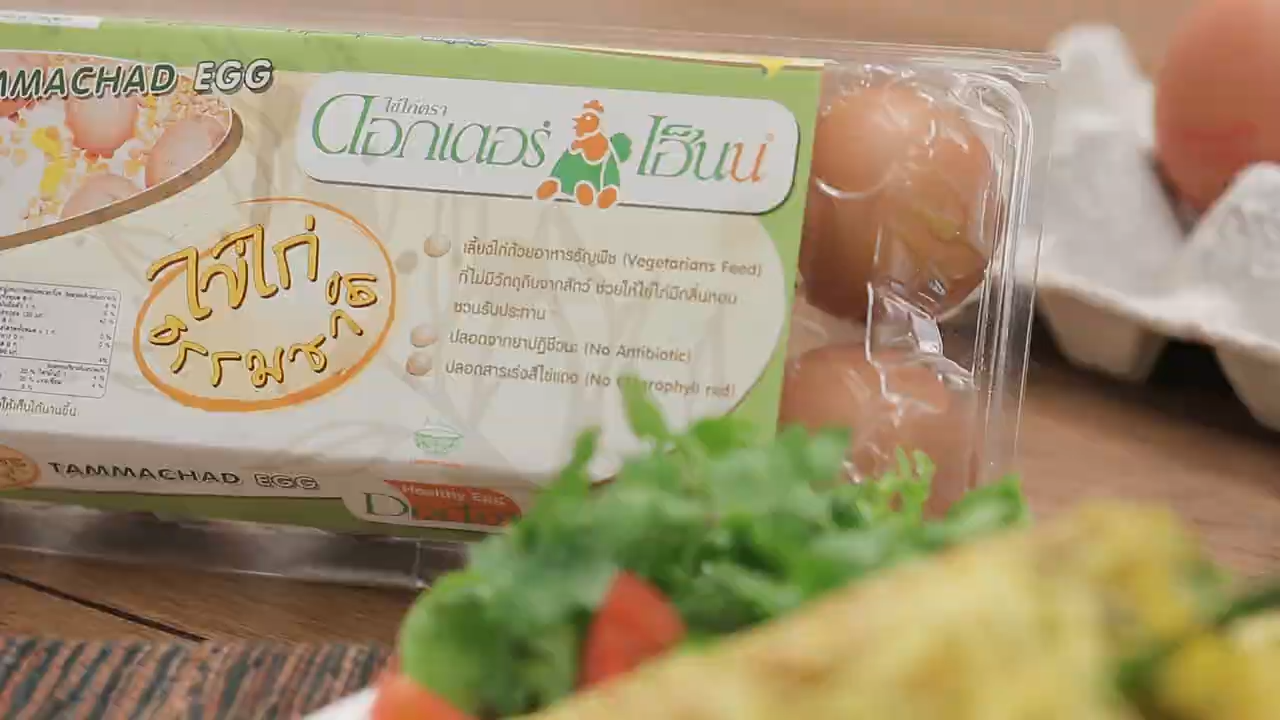 TAMMACHAD EGG
ไข่ไก่ตรา
ดอกเตอร์ เฮ็นน์
ไข่ไก่
ธรรมชาติ
เลี้ยงไก่ด้วยอาหารธัญพืช (Vegetarians Feed)
ที่ไม่มีวัตถุดิบจากสัตว์ ช่วยให้ไข่ไก่มีกลิ่นหอม
ชวนรับประทาน
ปลอดจากยาปฏิชีวนะ (No Antibiotic)
ปลอดสารเร่งสีไข่แดง (No
red)
TAMMACHAD EGG
Healthy